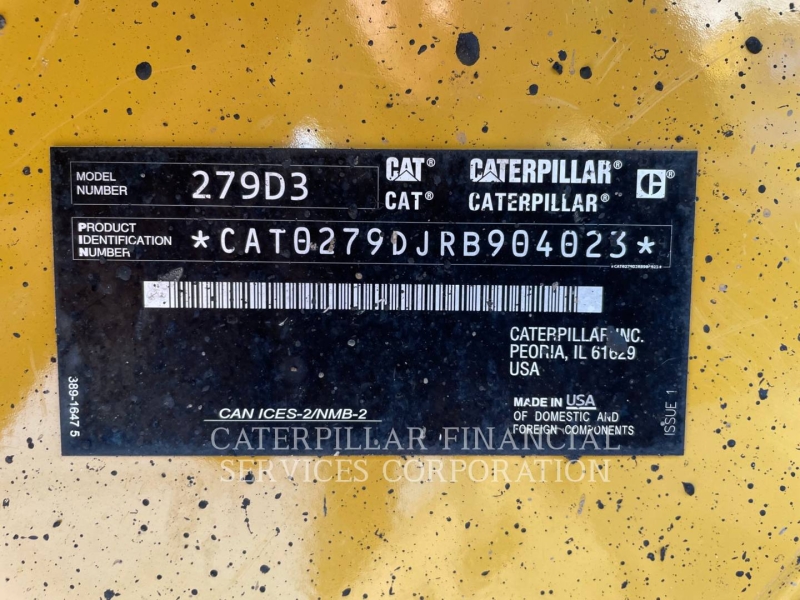 MODEL NUMBER 279D3
CAT® CATERPILLAR® C®
CAT® CATERPILLAR®
PRODUCT IDENTIFICATION NUMBER *CAT0279DJRB904023*
CATERPILLAR INC.
PEORIA, IL 61629
USA
MADE IN USA
OF DOMESTIC AND
FOREIGN COMPONENTS
CAN ICES-2/NMB-2
389-1647 5
ISSUE 1
CATERPILLAR FINANCIAL
SERVICES CORPORATION